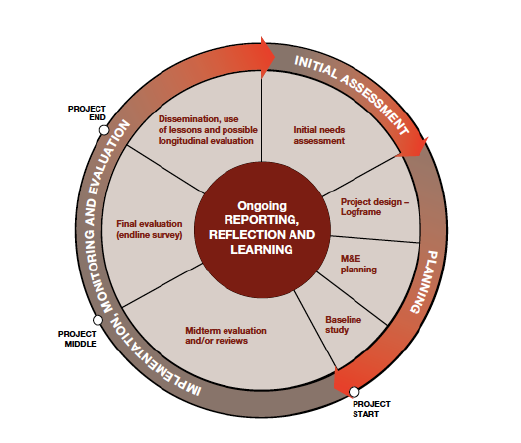 INITIAL ASSESSMENT
PLANNING
IMPLEMENTATION, MONITORING AND EVALUATION
PROJECT
END
PROJECT
MIDDLE
PROJECT
START
Dissemination, use
of lessons and possible
longitudinal evaluation
Initial needs
assessment
Project design –
Logframe
M&E
planning
Baseline
study
Midterm evaluation
and/or reviews
Final evaluation
(endline survey)
Ongoing
REPORTING,
REFLECTION AND
LEARNING